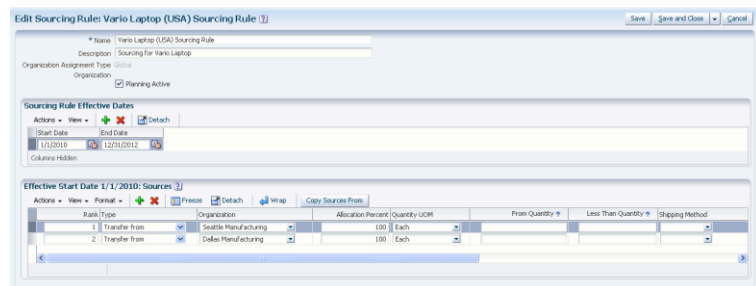 Edit Sourcing Rule: Vario Laptop (USA) Sourcing Rule
Save Save and Close Cancel
* Name Vario Laptop (USA) Sourcing Rule
Description Sourcing for Vario Laptop
Organization Assignment Type Global
Organization
Planning Active
Sourcing Rule Effective Dates
Actions View Detach
Start Date End Date
1/1/2010 12/31/2012
Columns Hidden
Effective Start Date 1/1/2010: Sources
Actions View Format Freeze Detach Wrap Copy Sources From
Rank Type Organization Allocation Percent Quantity UOM From Quantity Less Than Quantity Shipping Method
1 Transfer from Seattle Manufacturing 100 Each
2 Transfer from Dallas Manufacturing 100 Each